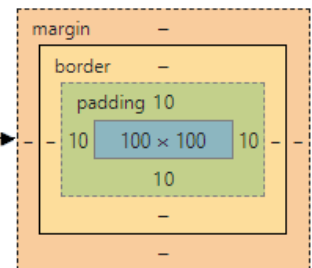 margin –
border –
padding 10
– – 10 100 × 100 10 – –
10
–
–